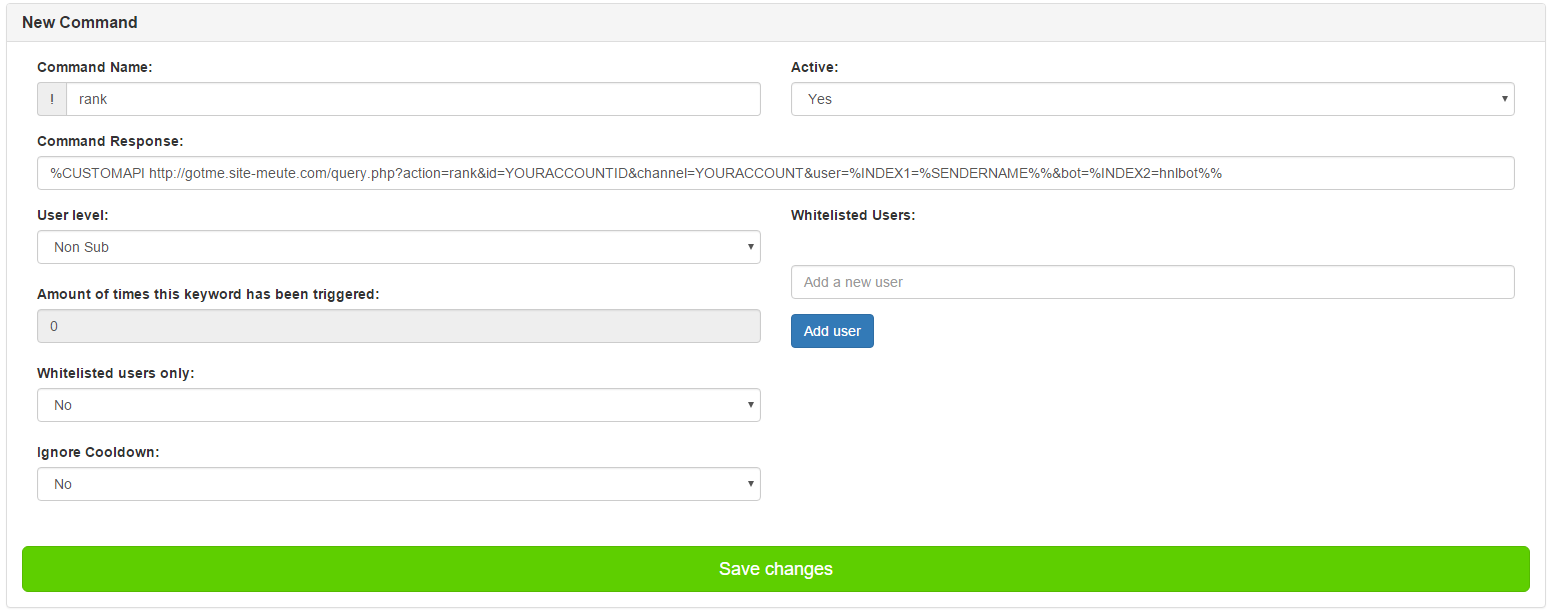 New Command
Command Name:
! rank
Active:
Yes
Command Response:
%CUSTOMAPI http://gotme.site-meute.com/query.php?action=rank&id=YOURACCOUNTID&channel=YOURACCOUNT&user=%INDEX1=%SENDERNAME%%&bot=%INDEX2=hnlbot%%
User level:
Non Sub
Whitelisted Users:
Add a new user
Add user
Amount of times this keyword has been triggered:
0
Whitelisted users only:
No
Ignore Cooldown:
No
Save changes